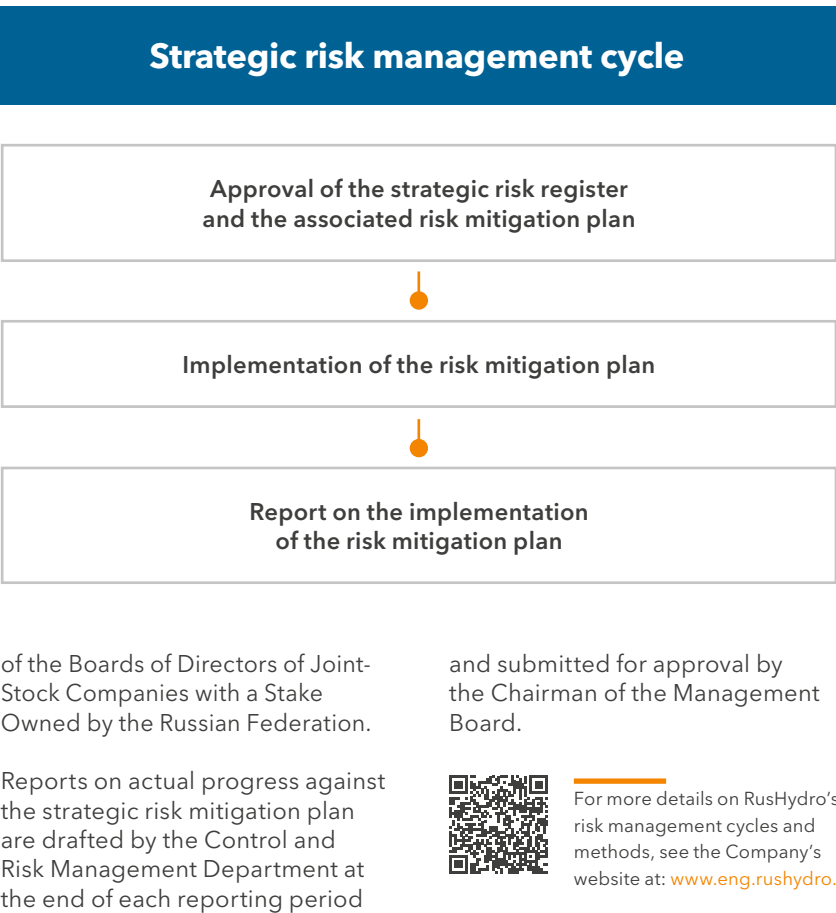 Strategic risk management cycle
Approval of the strategic risk register
and the associated risk mitigation plan
Implementation of the risk mitigation plan
Report on the implementation
of the risk mitigation plan
of the Boards of Directors of Joint-
Stock Companies with a Stake
Owned by the Russian Federation.
Reports on actual progress against
the strategic risk mitigation plan
are drafted by the Control and
Risk Management Department at
the end of each reporting period
and submitted for approval by
the Chairman of the Management
Board.
For more details on RusHydro's
risk management cycles and
methods, see the Company's
website at: www.eng.rushydro.